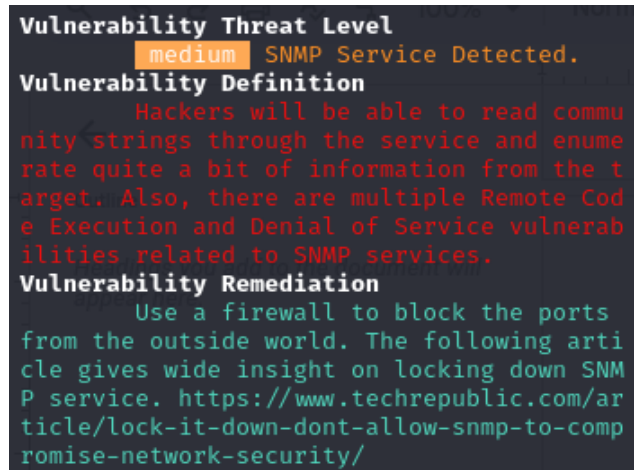 Vulnerability Threat Level
medium SNMP Service Detected.
Vulnerability Definition
Hackers will be able to read commu
nity strings through the service and enume
rate quite a bit of information from the t
arget. Also, there are multiple Remote Cod
e Execution and Denial of Service vulnerab
ilities related to SNMP services.
Vulnerability Remediation
Use a firewall to block the ports
from the outside world. The following arti
cle gives wide insight on locking down SNM
P service. https://www.techrepublic.com/ar
ticle/lock-it-down-dont-allow-snmp-to-comp
romise-network-security/